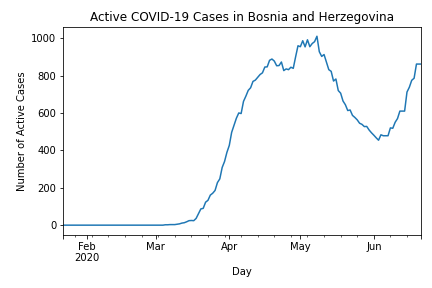 Active COVID-19 Cases in Bosnia and Herzegovina
Number of Active Cases
1000
800
600
400
200
0
Feb
2020
Mar
Apr
May
Jun
Day